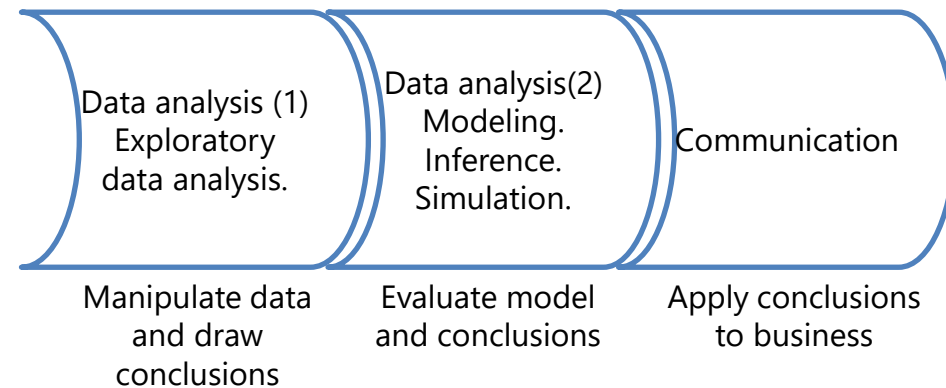 Data analysis (1)
Exploratory
data analysis.
Data analysis(2)
Modeling.
Inference.
Simulation.
Communication
Manipulate data
and draw
conclusions
Evaluate model
and conclusions
Apply conclusions
to business